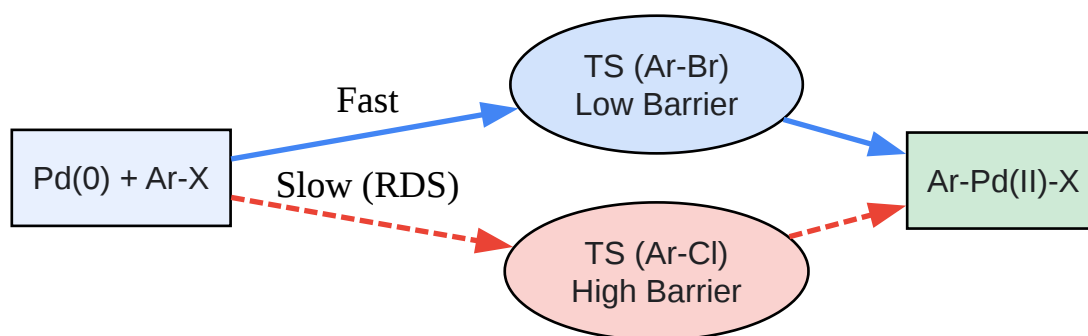 Pd(0) + Ar-X
Fast
Slow (RDS)
TS (Ar-Br)
Low Barrier
TS (Ar-Cl)
High Barrier
Ar-Pd(II)-X